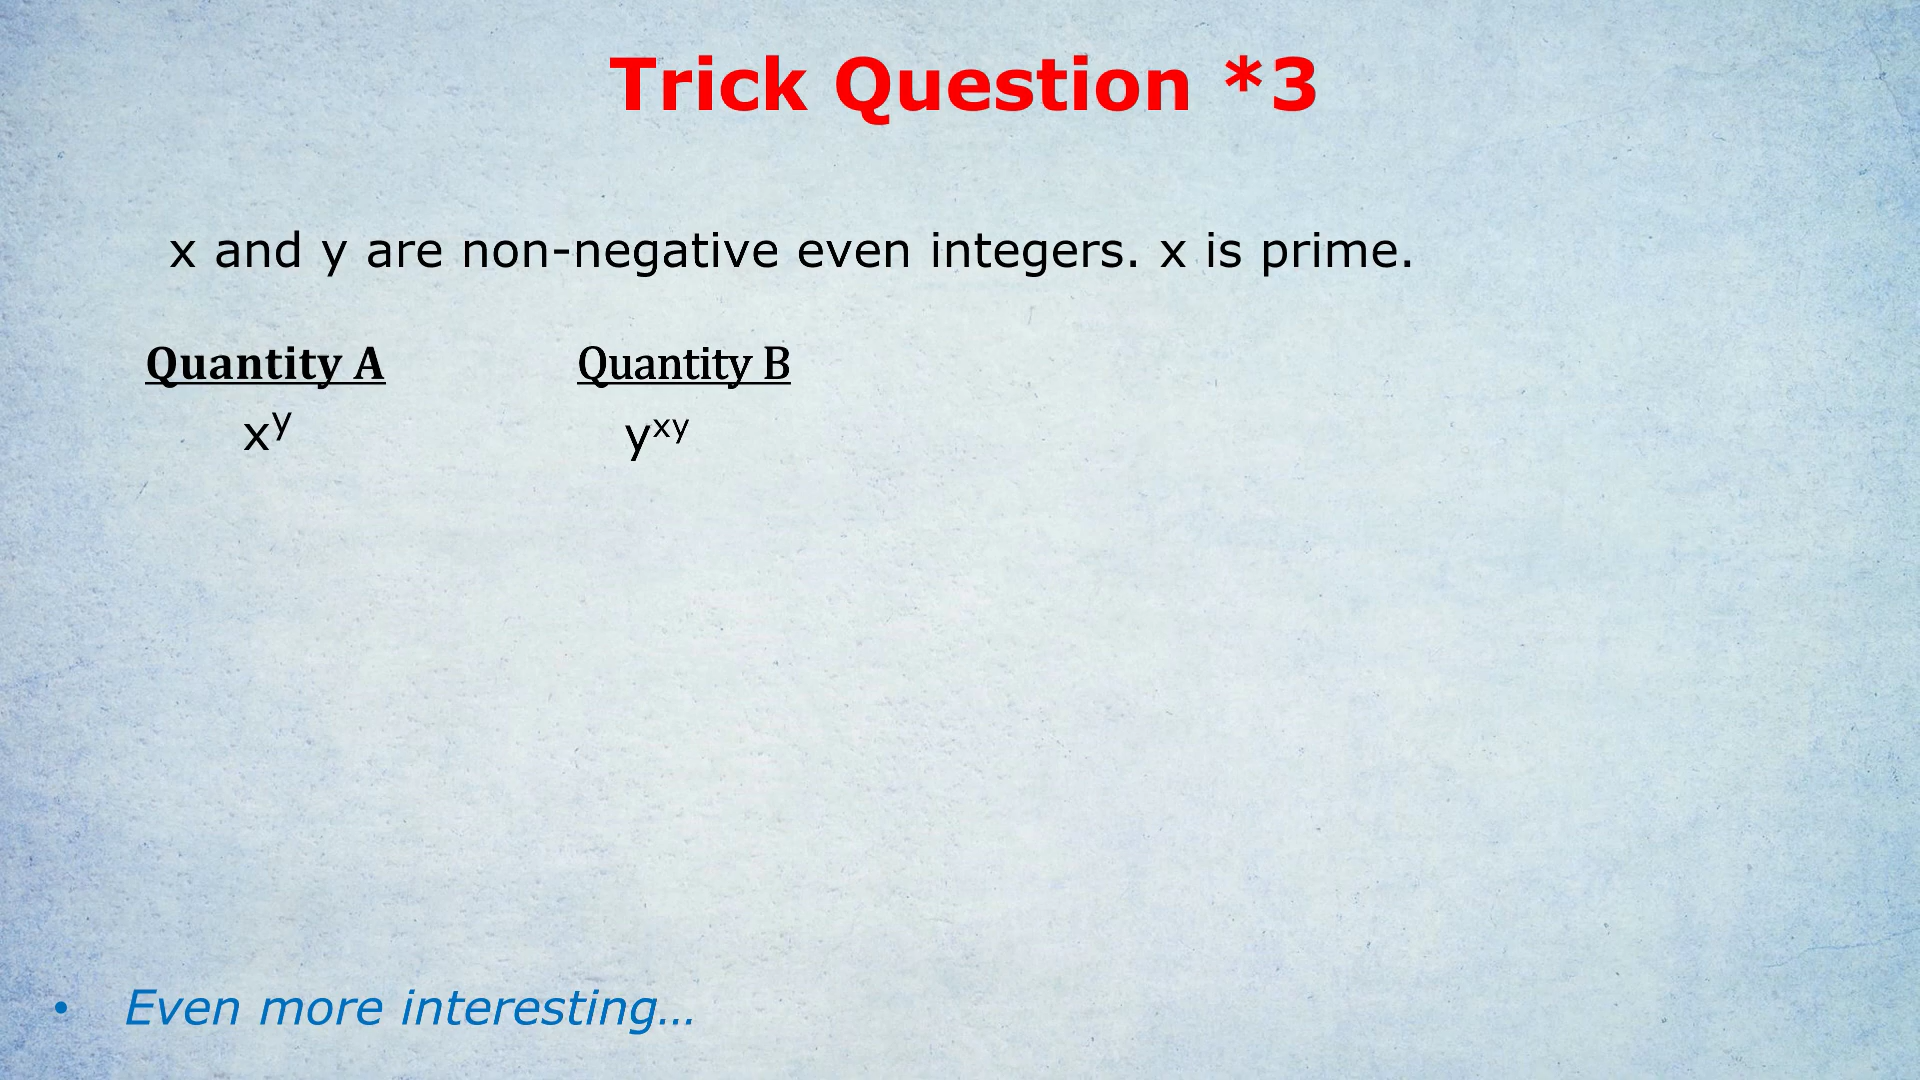 Trick Question *3
x and y are non-negative even integers. x is prime.
Quantity A Quantity B
xʸ yˣʸ
• Even more interesting…